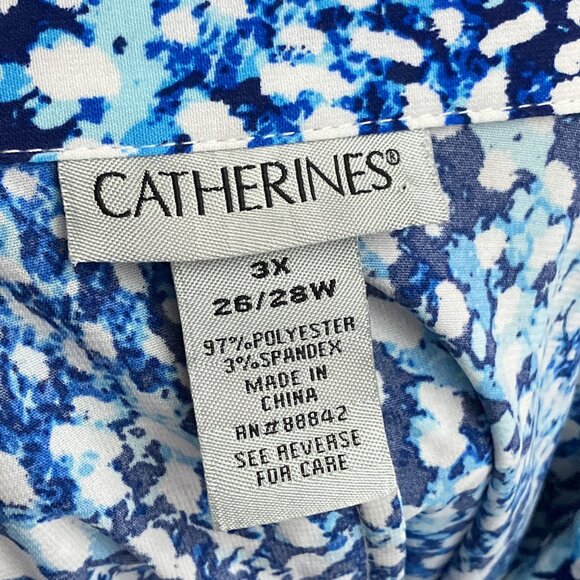 CATHERINES®
3X
26/28W
97%POLYESTER
3%SPANDEX
MADE IN
CHINA
RN#88842
SEE REVERSE
FOR CARE